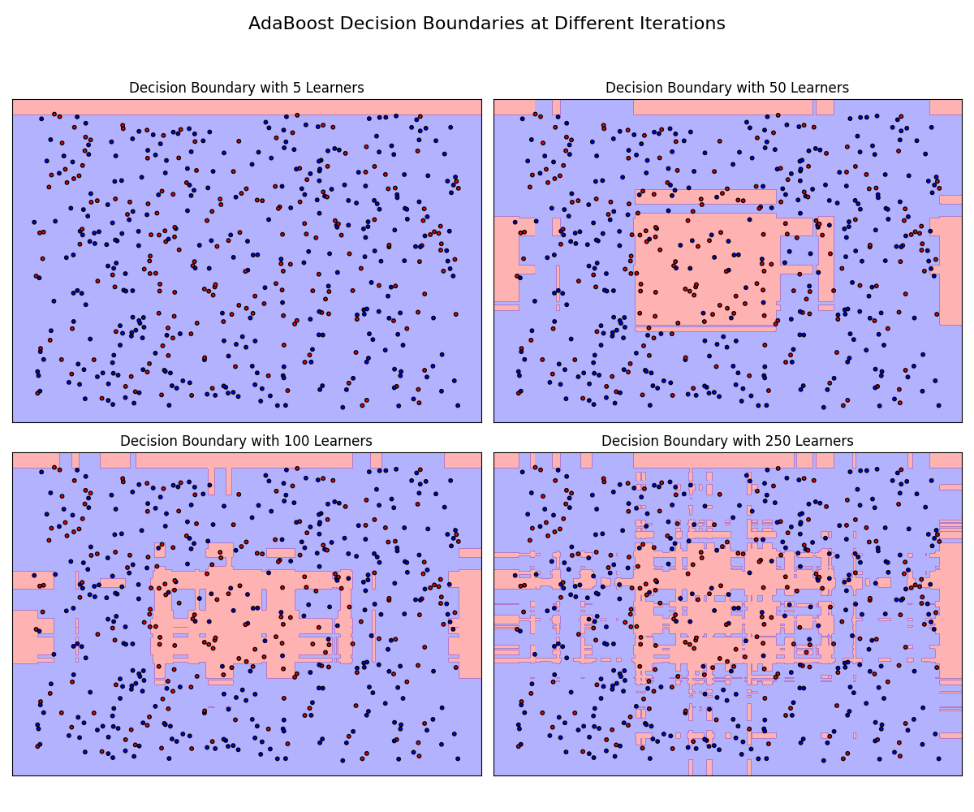 AdaBoost Decision Boundaries at Different Iterations
Decision Boundary with 5 Learners
Decision Boundary with 50 Learners
Decision Boundary with 100 Learners
Decision Boundary with 250 Learners